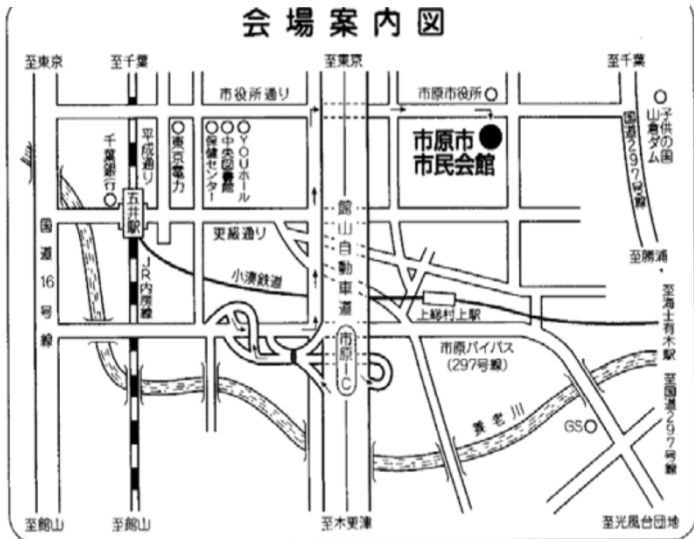 会場案内図
至東京
至千葉
至東京
至千葉
市役所通り
市原市役所
子供の国
山倉ダム
国道297号線
千葉銀行
平成通り
東京電力
YOUホール
中央図書館
保健センター
市原市
市民会館
五井駅
更級通り
館山自動車道
国道16号線
JR内房線
小湊鉄道
上総村上駅
至勝浦
至海士有木駅
至国道297号線
市原IC
市原バイパス
(297号線)
養老川
GS
至館山
至館山
至木更津
至光風台団地